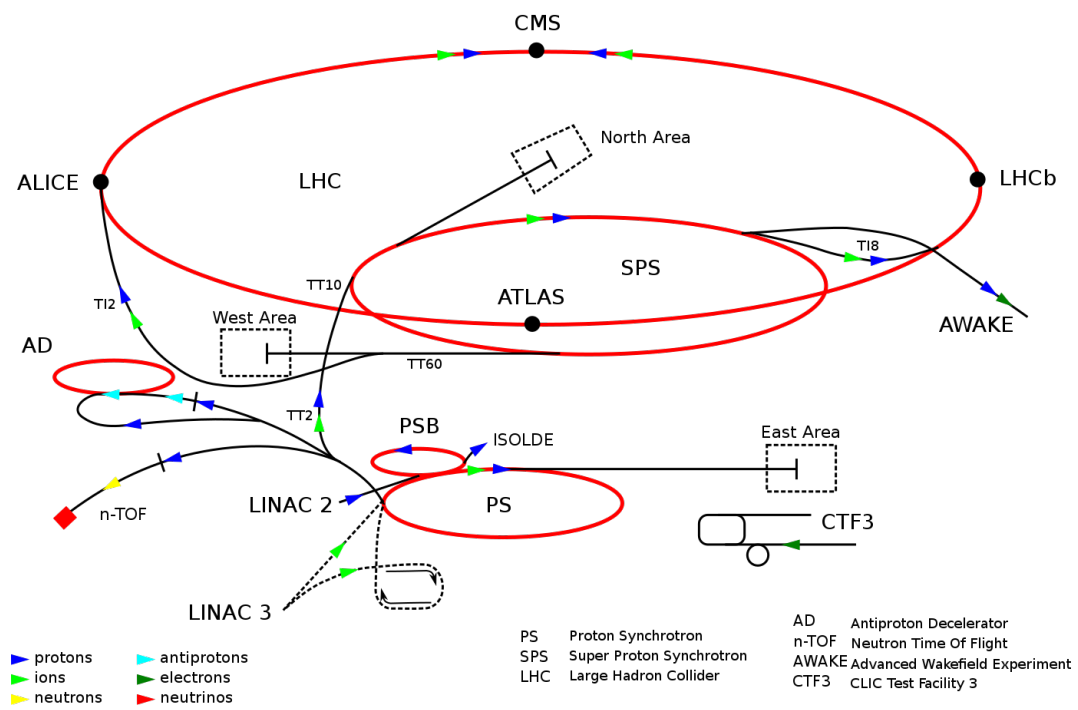 CMS
North Area
ALICE
LHC
LHCb
TI8
SPS
TT10
ATLAS
TI2
West Area
AWAKE
AD
TT60
TT2
PSB
ISOLDE
East Area
LINAC 2
PS
n-TOF
CTF3
LINAC 3
protons
ions
neutrons
antiprotons
electrons
neutrinos
PS Proton Synchrotron
SPS Super Proton Synchrotron
LHC Large Hadron Collider
AD Antiproton Decelerator
n-TOF Neutron Time Of Flight
AWAKE Advanced Wakefield Experiment
CTF3 CLIC Test Facility 3